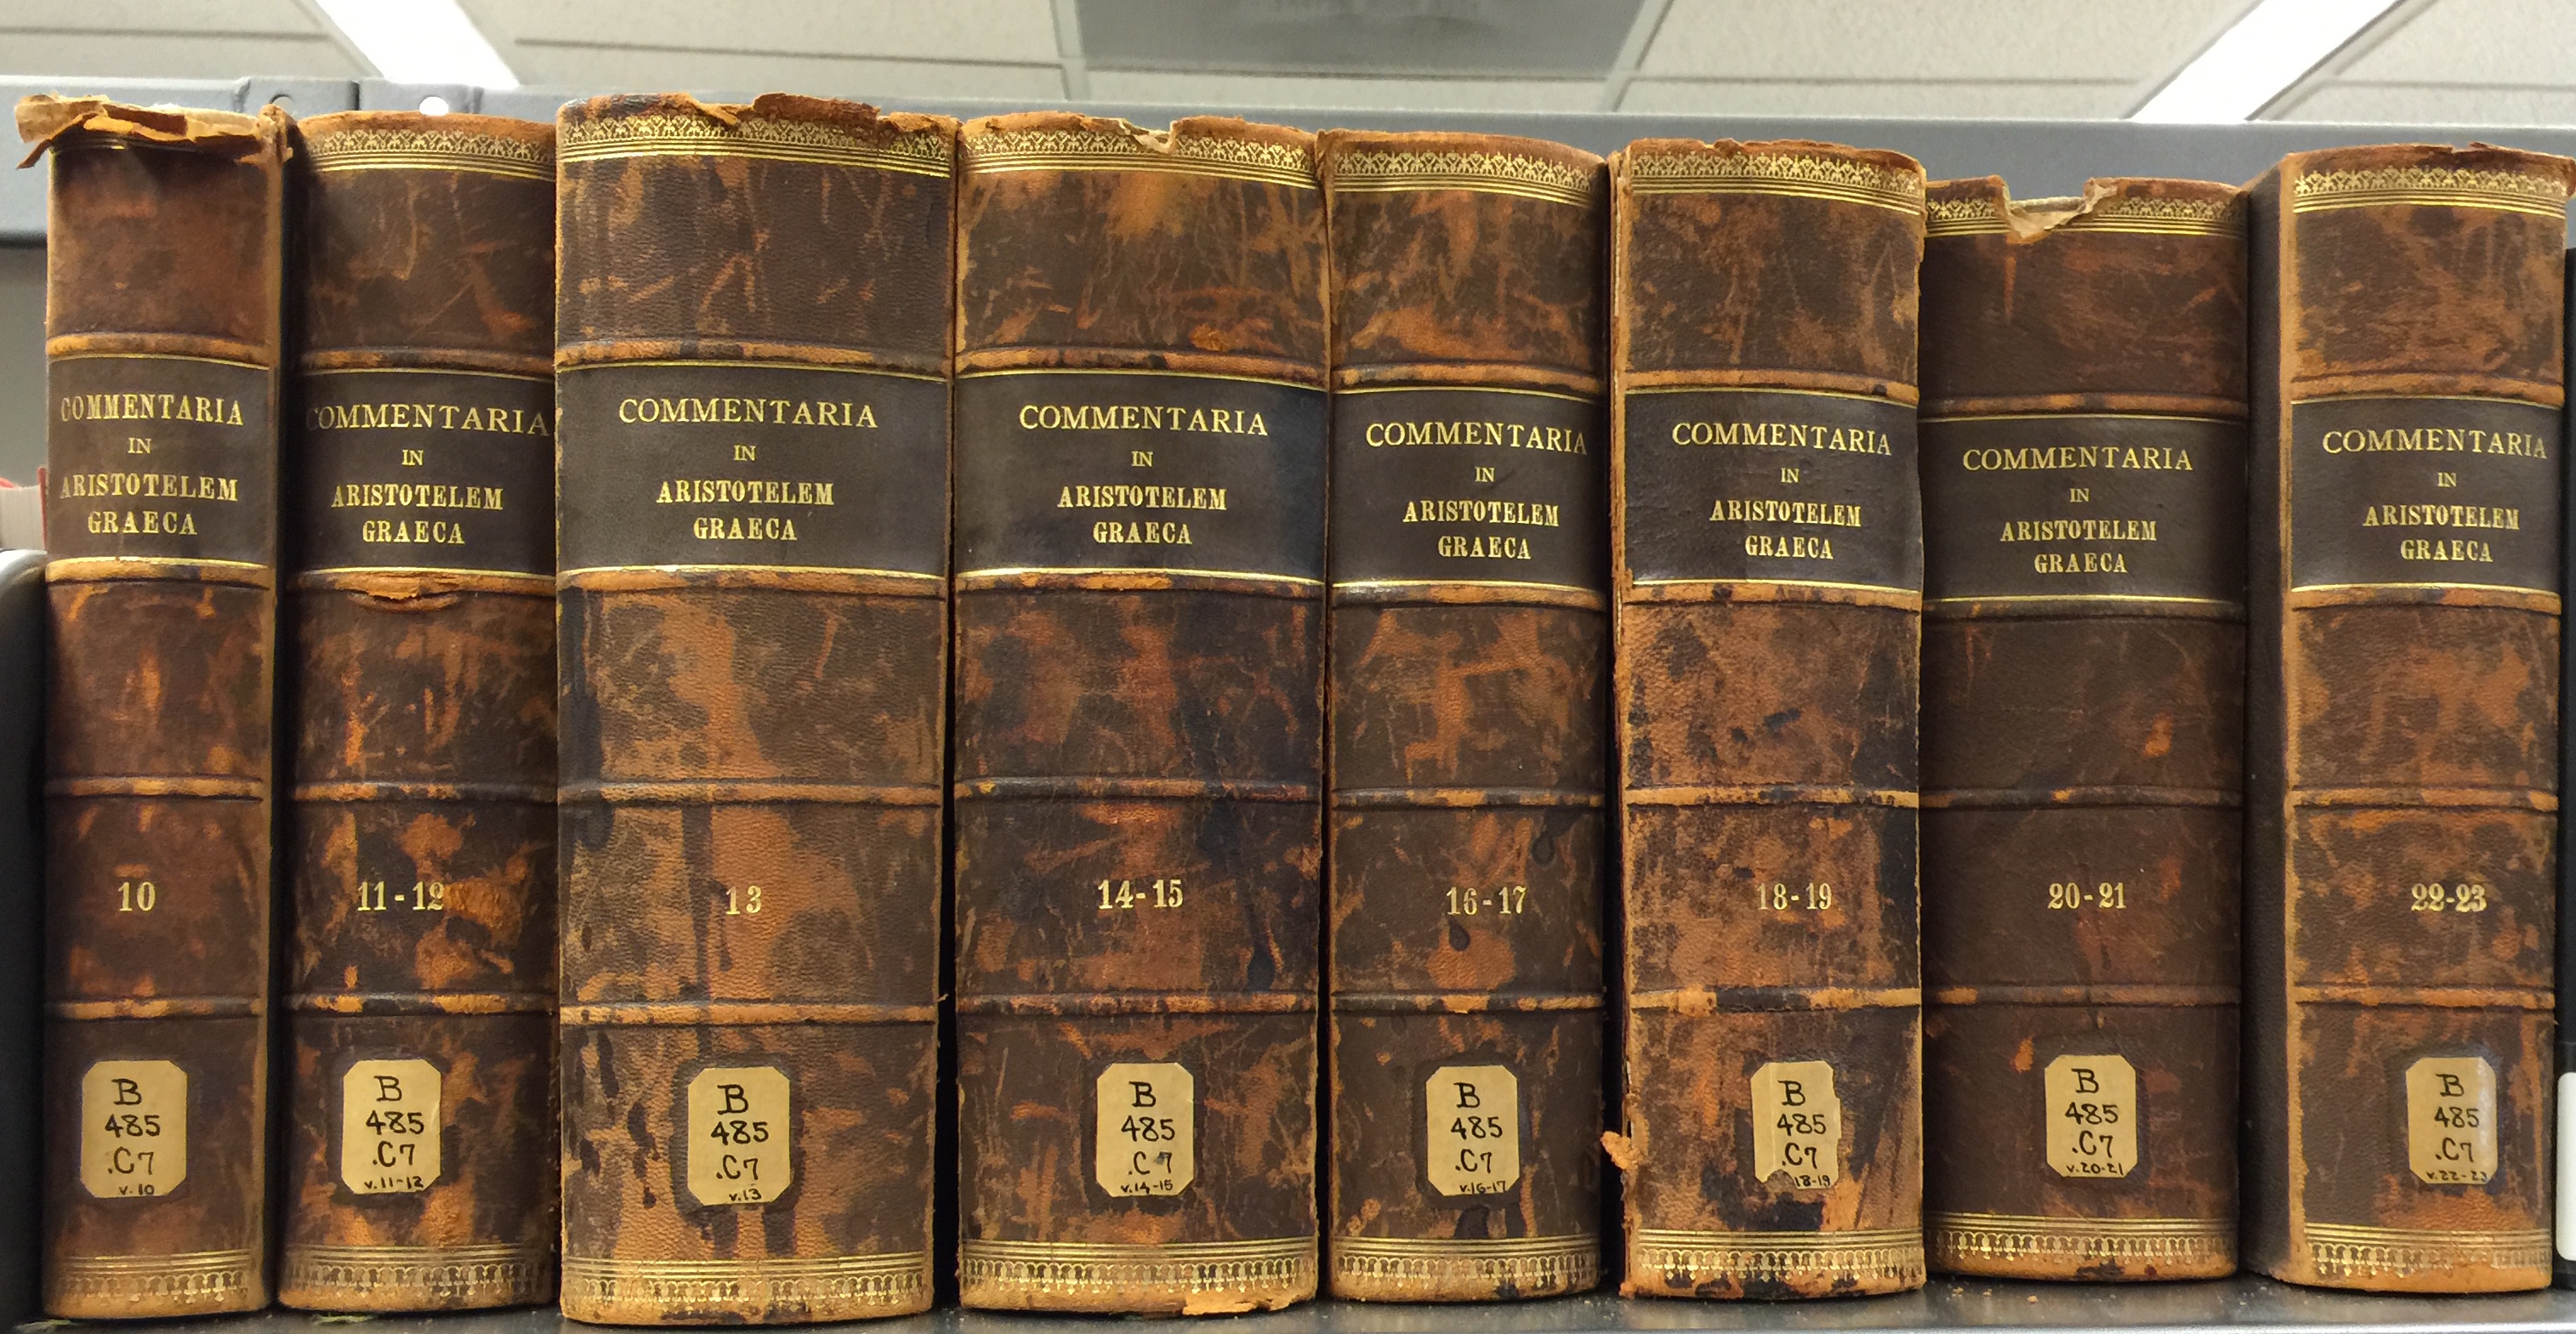 COMMENTARIA
IN
ARISTOTELEM
GRAECA
10
B
485
.C7
v.10
COMMENTARIA
IN
ARISTOTELEM
GRAECA
11-12
B
485
.C7
v.11-12
COMMENTARIA
IN
ARISTOTELEM
GRAECA
13
B
485
.C7
v.13
COMMENTARIA
IN
ARISTOTELEM
GRAECA
14-15
B
485
.C7
v.14-15
COMMENTARIA
IN
ARISTOTELEM
GRAECA
16-17
B
485
.C7
v.16-17
COMMENTARIA
IN
ARISTOTELEM
GRAECA
18-19
B
485
.C7
18-19
COMMENTARIA
IN
ARISTOTELEM
GRAECA
20-21
B
485
.C7
v.20-21
COMMENTARIA
IN
ARISTOTELEM
GRAECA
22-23
B
485
.C7
v.22-23